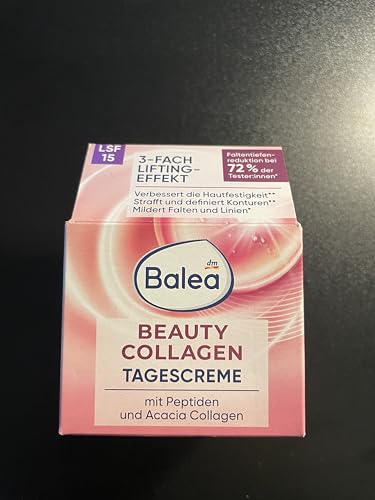 LSF
15
3-FACH
LIFTING-
EFFEKT
Faltentiefen-
reduktion bei
72 % der
Tester:innen*
Verbessert die Hautfestigkeit**
Strafft und definiert Konturen**
Mildert Falten und Linien*
dm
Balea
BEAUTY
COLLAGEN
TAGESCREME
mit Peptiden
und Acacia Collagen